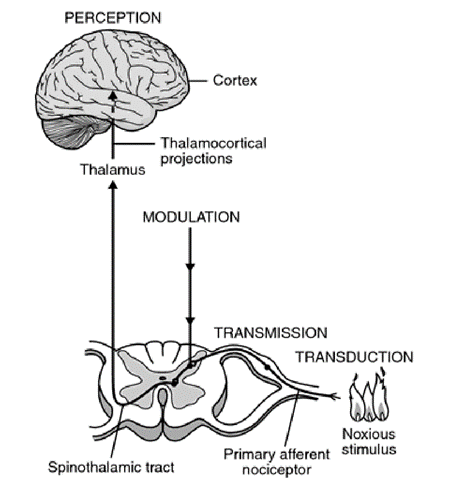 PERCEPTION
Cortex
Thalamocortical
projections
Thalamus
MODULATION
TRANSMISSION
TRANSDUCTION
Noxious
stimulus
Primary afferent
nociceptor
Spinothalamic tract